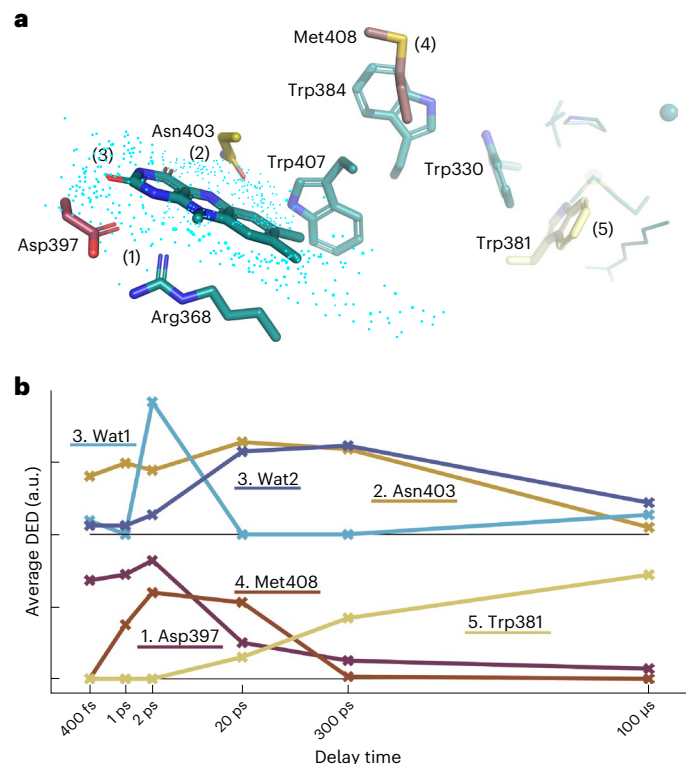 a
Met408
(4)
Trp384
Asn403
(2)
(3)
Trp407
Trp330
Asp397
(1)
Trp381
(5)
Arg368
b
Average DED (a.u.)
3. Wat1
3. Wat2
2. Asn403
4. Met408
1. Asp397
5. Trp381
400 fs
1 ps
2 ps
20 ps
300 ps
100 μs
Delay time